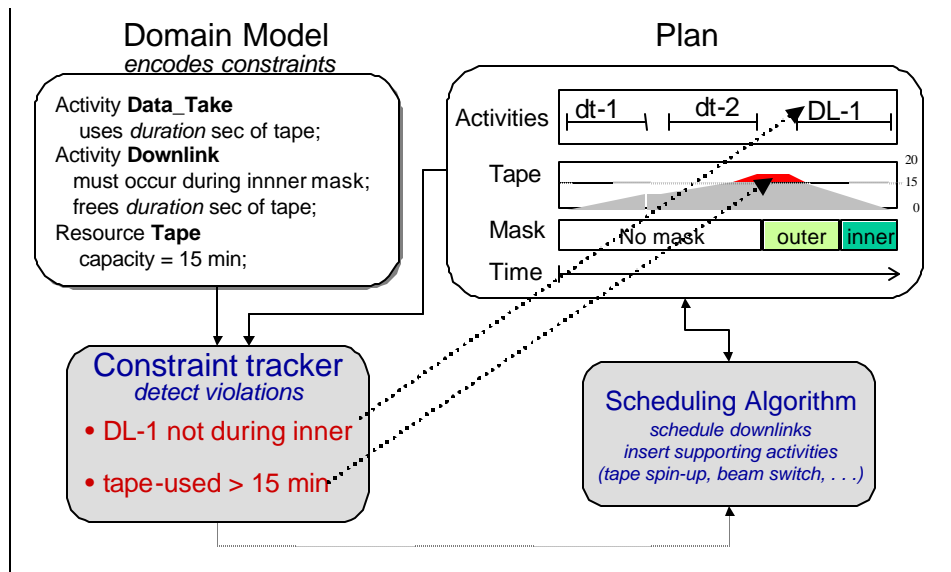 Domain Model
encodes constraints
Activity Data_Take
uses duration sec of tape;
Activity Downlink
must occur during innner mask;
frees duration sec of tape;
Resource Tape
capacity = 15 min;
Plan
Activities
dt-1
dt-2
DL-1
Tape
20
15
0
Mask
No mask
outer
inner
Time
Constraint tracker
detect violations
• DL-1 not during inner
• tape-used > 15 min
Scheduling Algorithm
schedule downlinks
insert supporting activities
(tape spin-up, beam switch, . . .)